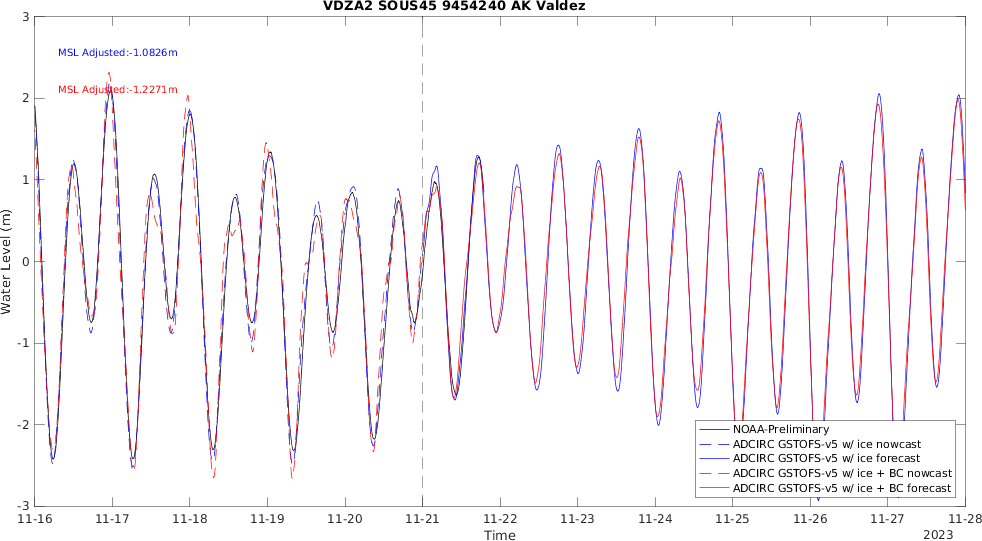 VDZA2 SOUS45 9454240 AK Valdez
MSL Adjusted:-1.0826m
MSL Adjusted:-1.2271m
Water Level (m)
3
2
1
0
-1
-2
-3
NOAA-Preliminary
ADCIRC GSTOFS-v5 w/ ice nowcast
ADCIRC GSTOFS-v5 w/ ice forecast
ADCIRC GSTOFS-v5 w/ ice + BC nowcast
ADCIRC GSTOFS-v5 w/ ice + BC forecast
11-16 11-17 11-18 11-19 11-20 11-21 11-22 11-23 11-24 11-25 11-26 11-27 11-28
Time
2023